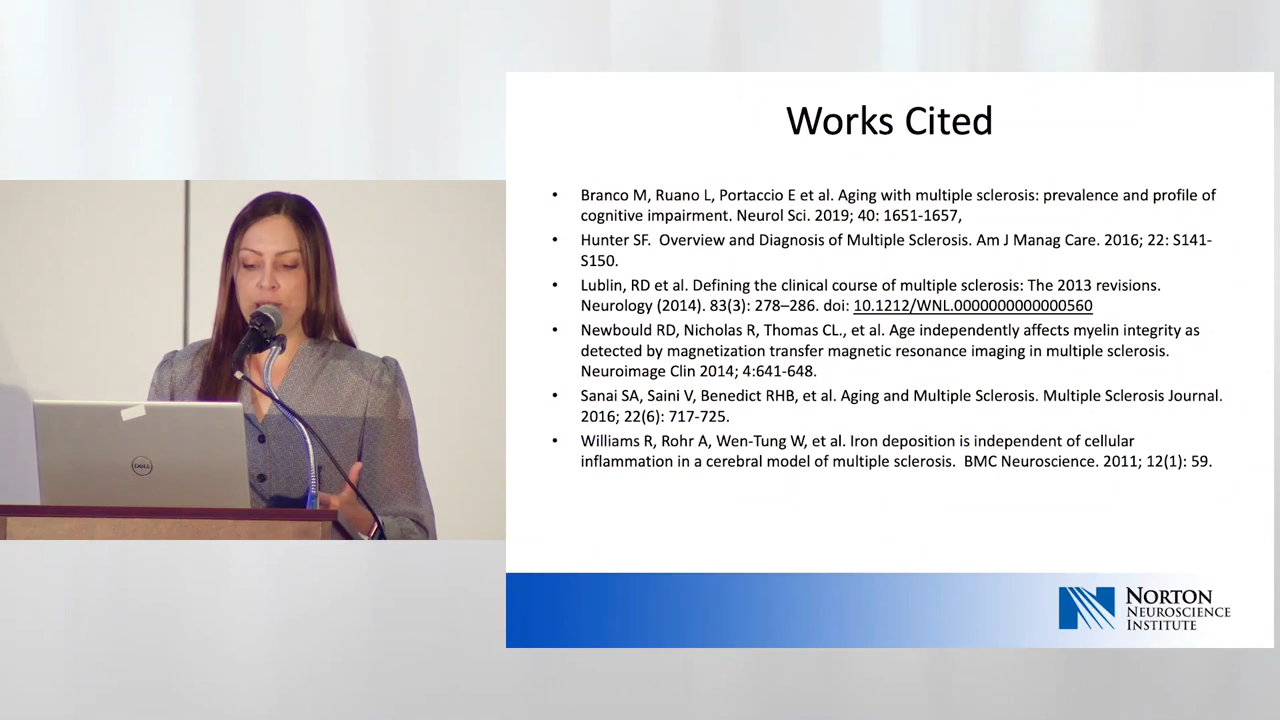 Works Cited
• Branco M, Ruano L, Portaccio E et al. Aging with multiple sclerosis: prevalence and profile of
cognitive impairment. Neurol Sci. 2019; 40: 1651-1657,
• Hunter SF.  Overview and Diagnosis of Multiple Sclerosis. Am J Manag Care. 2016; 22: S141-
S150.
• Lublin, RD et al. Defining the clinical course of multiple sclerosis: The 2013 revisions.
Neurology (2014). 83(3): 278–286. doi: 10.1212/WNL.0000000000000560
• Newbould RD, Nicholas R, Thomas CL., et al. Age independently affects myelin integrity as
detected by magnetization transfer magnetic resonance imaging in multiple sclerosis.
Neuroimage Clin 2014; 4:641-648.
• Sanai SA, Saini V, Benedict RHB, et al. Aging and Multiple Sclerosis. Multiple Sclerosis Journal.
2016; 22(6): 717-725.
• Williams R, Rohr A, Wen-Tung W, et al. Iron deposition is independent of cellular
inflammation in a cerebral model of multiple sclerosis.  BMC Neuroscience. 2011; 12(1): 59.
DELL
NORTON
NEUROSCIENCE
INSTITUTE